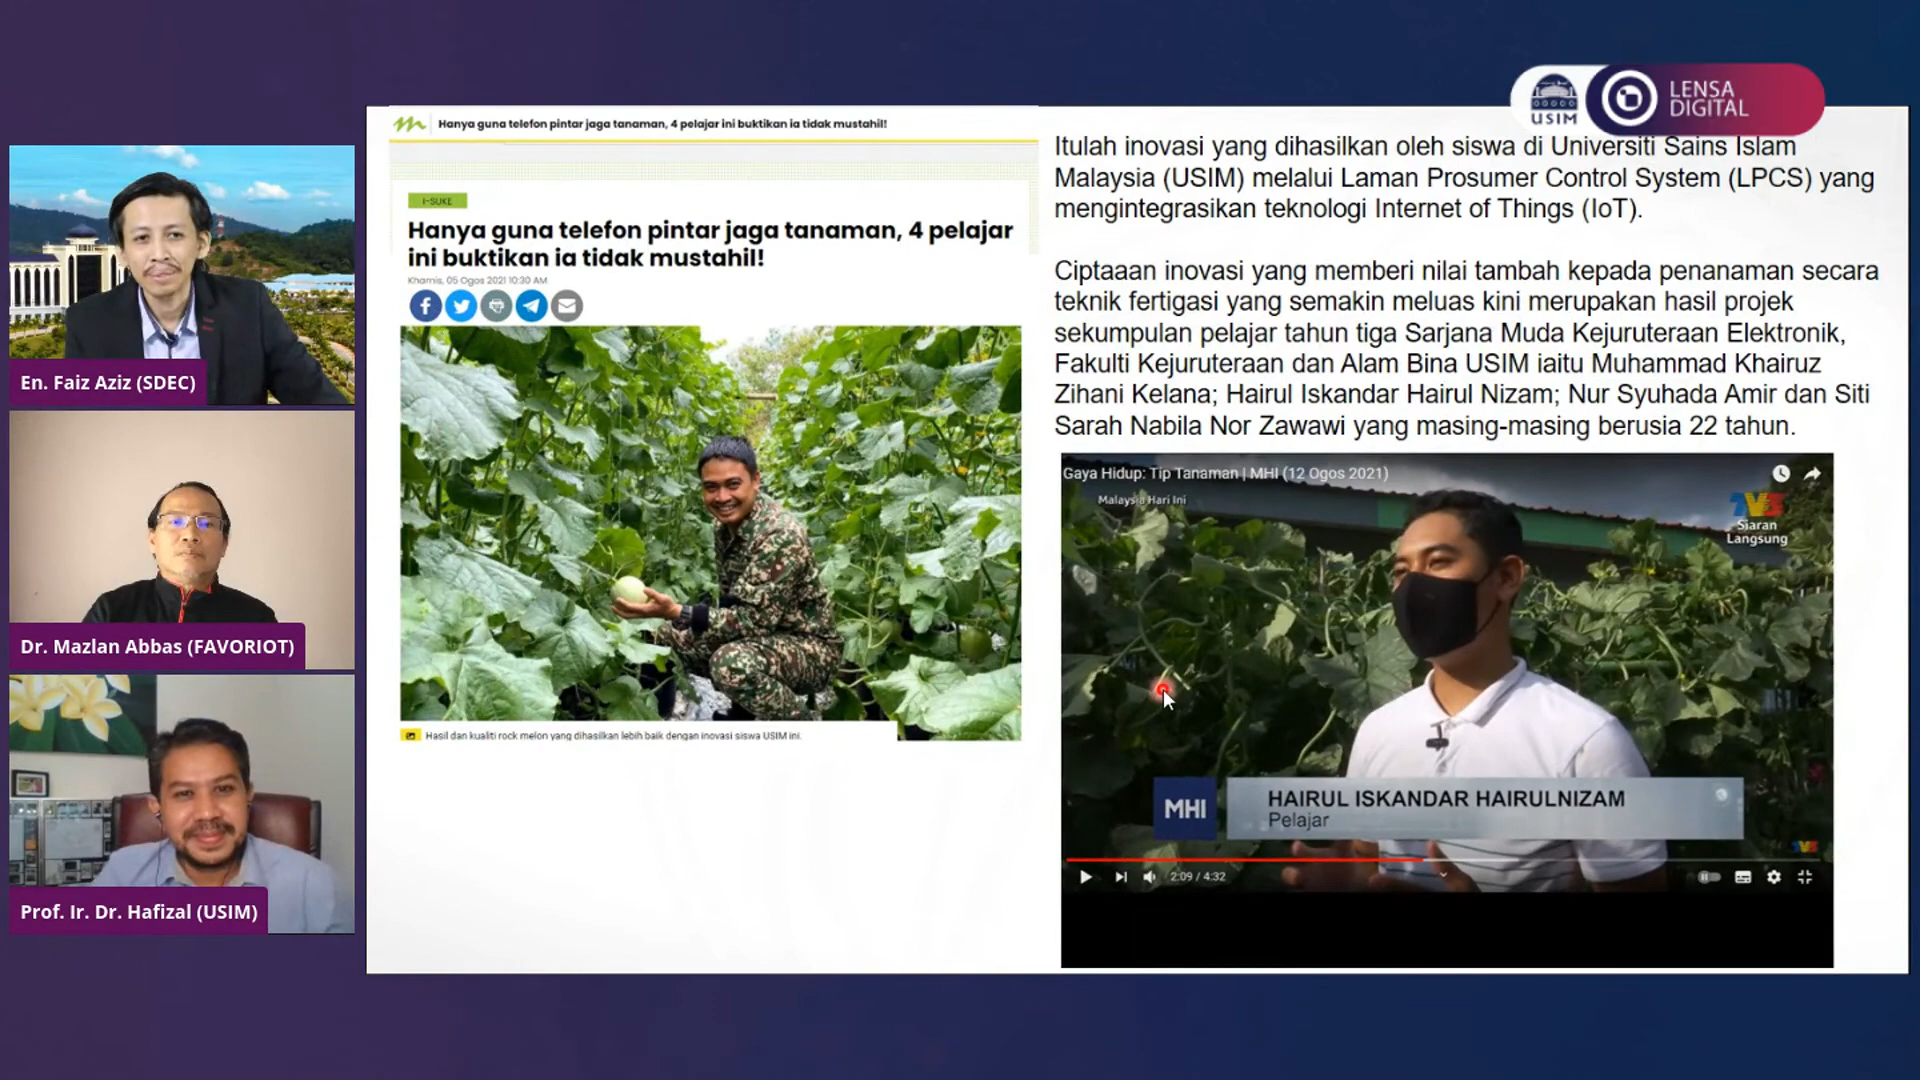 USIM
LENSA
DIGITAL
En. Faiz Aziz (SDEC)
Dr. Mazlan Abbas (FAVORIOT)
Prof. Ir. Dr. Hafizal (USIM)
Hanya guna telefon pintar jaga tanaman, 4 pelajar ini buktikan ia tidak mustahil!
I-SUKE
Hanya guna telefon pintar jaga tanaman, 4 pelajar
ini buktikan ia tidak mustahil!
Khamis, 05 Ogos 2021 10:30 AM
Hasil dan kualiti rock melon yang dihasilkan lebih baik dengan inovasi siswa USIM ini.
Itulah inovasi yang dihasilkan oleh siswa di Universiti Sains Islam
Malaysia (USIM) melalui Laman Prosumer Control System (LPCS) yang
mengintegrasikan teknologi Internet of Things (IoT).
Ciptaaan inovasi yang memberi nilai tambah kepada penanaman secara
teknik fertigasi yang semakin meluas kini merupakan hasil projek
sekumpulan pelajar tahun tiga Sarjana Muda Kejuruteraan Elektronik,
Fakulti Kejuruteraan dan Alam Bina USIM iaitu Muhammad Khairuz
Zihani Kelana; Hairul Iskandar Hairul Nizam; Nur Syuhada Amir dan Siti
Sarah Nabila Nor Zawawi yang masing-masing berusia 22 tahun.
Gaya Hidup: Tip Tanaman | MHI (12 Ogos 2021)
Malaysia Hari Ini
TV3
Siaran
Langsung
MHI
HAIRUL ISKANDAR HAIRULNIZAM
Pelajar
TV3
2:09 / 4:32